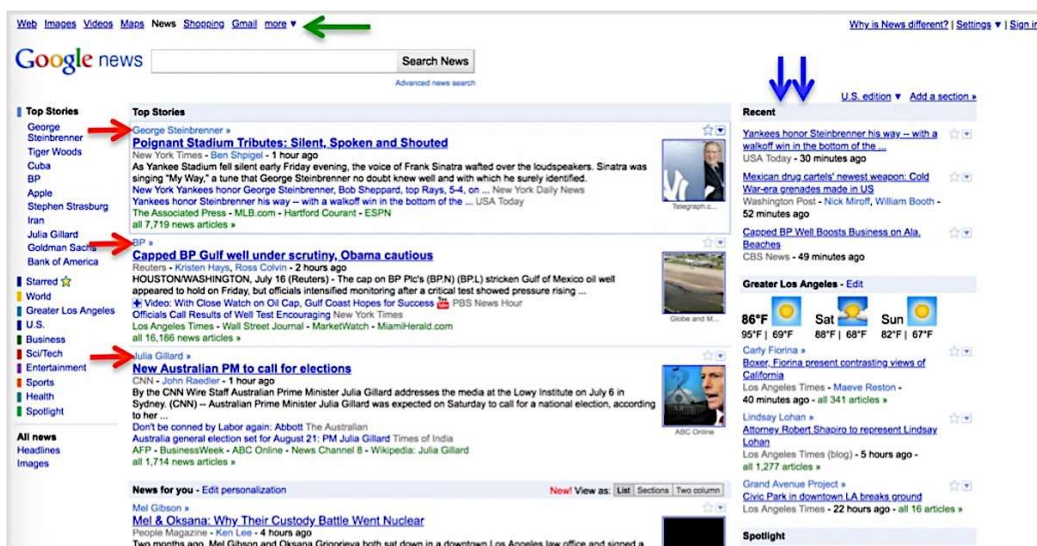 Web Images Videos Maps News Shopping Gmail more ▼
Why is News different? | Settings ▼ | Sign in
Google news
Search News
Advanced news search
U.S. edition ▼ Add a section »
Top Stories
George
Steinbrenner
Tiger Woods
Cuba
BP
Apple
Stephen Strasburg
Iran
Julia Gillard
Goldman Sachs
Bank of America
Starred
World
Greater Los Angeles
U.S.
Business
Sci/Tech
Entertainment
Sports
Health
Spotlight
All news
Headlines
Images
Top Stories
George Steinbrenner »
Poignant Stadium Tributes: Silent, Spoken and Shouted
New York Times - Ben Shpigel - 1 hour ago
As Yankee Stadium fell silent early Friday evening, the voice of Frank Sinatra wafted over the loudspeakers. Sinatra was
singing "My Way," a tune that George Steinbrenner no doubt knew well and with which he surely identified.
New York Yankees honor George Steinbrenner, Bob Sheppard, top Rays, 5-4, on ... New York Daily News
Yankees honor Steinbrenner his way -- with a walkoff win in the bottom of the ... USA Today
The Associated Press - MLB.com - Hartford Courant - ESPN
all 7,719 news articles »
Telegraph.c...
BP »
Capped BP Gulf well under scrutiny, Obama cautious
Reuters - Kristen Hays, Ross Colvin - 2 hours ago
HOUSTON/WASHINGTON, July 16 (Reuters) - The cap on BP Plc's (BP.N) (BP.L) stricken Gulf of Mexico oil well
appeared to hold on Friday, but officials intensified monitoring after a critical test showed pressure rising ...
Video: With Close Watch on Oil Cap, Gulf Coast Hopes for Success PBS News Hour
Officials Call Results of Well Test Encouraging New York Times
Los Angeles Times - Wall Street Journal - MarketWatch - MiamiHerald.com
all 16,186 news articles »
Globe and M...
Julia Gillard »
New Australian PM to call for elections
CNN - John Raedler - 1 hour ago
By the CNN Wire Staff Australian Prime Minister Julia Gillard addresses the media at the Lowy Institute on July 6 in
Sydney. (CNN) -- Australian Prime Minister Julia Gillard was expected on Saturday to call for a national election, according
to her ...
Don't be conned by Labor again: Abbott The Australian
Australia general election set for August 21: PM Julia Gillard Times of India
AFP - BusinessWeek - ABC Online - News Channel 8 - Wikipedia: Julia Gillard
all 1,714 news articles »
ABC Online
News for you - Edit personalization
New! View as: List Sections Two column
Mel Gibson »
Mel & Oksana: Why Their Custody Battle Went Nuclear
People Magazine - Ken Lee - 4 hours ago
Two months ago, Mel Gibson and Oksana Grigorieva both sat down in a downtown Los Angeles law office and signed a
Recent
Yankees honor Steinbrenner his way -- with a
walkoff win in the bottom of the ...
USA Today - 30 minutes ago
Mexican drug cartels' newest weapon: Cold
War-era grenades made in US
Washington Post - Nick Miroff, William Booth -
52 minutes ago
Capped BP Well Boosts Business on Ala.
Beaches
CBS News - 49 minutes ago
Greater Los Angeles - Edit
86°F Sat Sun
95°F | 69°F 88°F | 68°F 82°F | 67°F
Carly Fiorina »
Boxer, Fiorina present contrasting views of
California
Los Angeles Times - Maeve Reston -
40 minutes ago - all 341 articles »
Lindsay Lohan »
Attorney Robert Shapiro to represent Lindsay
Lohan
Los Angeles Times (blog) - 5 hours ago -
all 1,277 articles »
Grand Avenue Project »
Civic Park in downtown LA breaks ground
Los Angeles Times - 22 hours ago - all 16 articles »
Spotlight